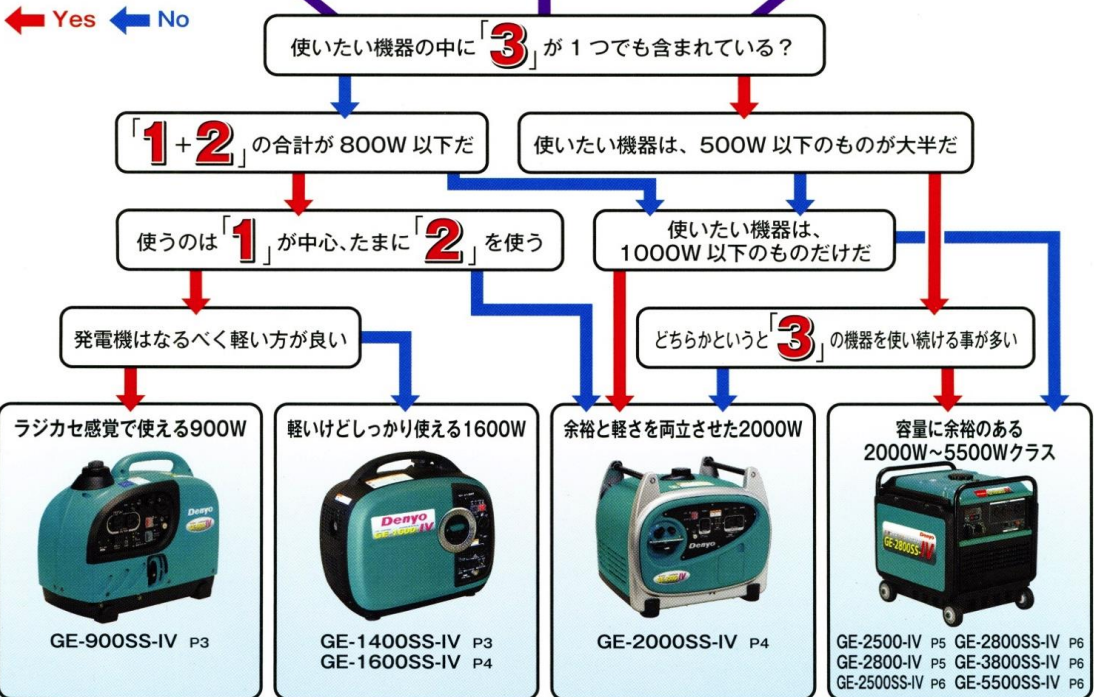 Yes No
使いたい機器の中に「3」が1つでも含まれている？
「1+2」の合計が800W以下だ
使いたい機器は、500W以下のものが大半だ
使うのは「1」が中心、たまに「2」を使う
使いたい機器は、
1000W以下のものだけだ
発電機はなるべく軽い方が良い
どちらかというと「3」の機器を使い続ける事が多い
ラジカセ感覚で使える900W
Denyo
GE-900SS-IV P3
軽いけどしっかり使える1600W
Denyo
GE-1600SS-IV
GE-1400SS-IV P3
GE-1600SS-IV P4
余裕と軽さを両立させた2000W
Denyo
GE-2000SS-IV P4
容量に余裕のある
2000W～5500Wクラス
Denyo
GE-2800SS-IV
GE-2500-IV P5 GE-2800SS-IV P6
GE-2800-IV P5 GE-3800SS-IV P6
GE-2500SS-IV P6 GE-5500SS-IV P6